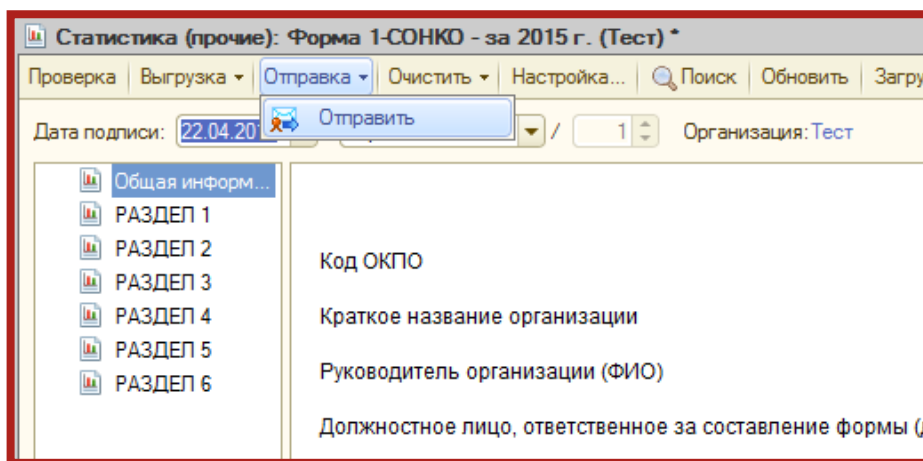 Статистика (прочие): Форма 1-СОНКО - за 2015 г. (Тест) *
Проверка Выгрузка Отправка Очистить Настройка... Поиск Обновить
Отправить
Дата подписи: 22.04.20 / 1 Организация: Тест
Общая информ...
РАЗДЕЛ 1
РАЗДЕЛ 2
РАЗДЕЛ 3
РАЗДЕЛ 4
РАЗДЕЛ 5
РАЗДЕЛ 6
Код ОКПО
Краткое название организации
Руководитель организации (ФИО)
Должностное лицо, ответственное за составление формы